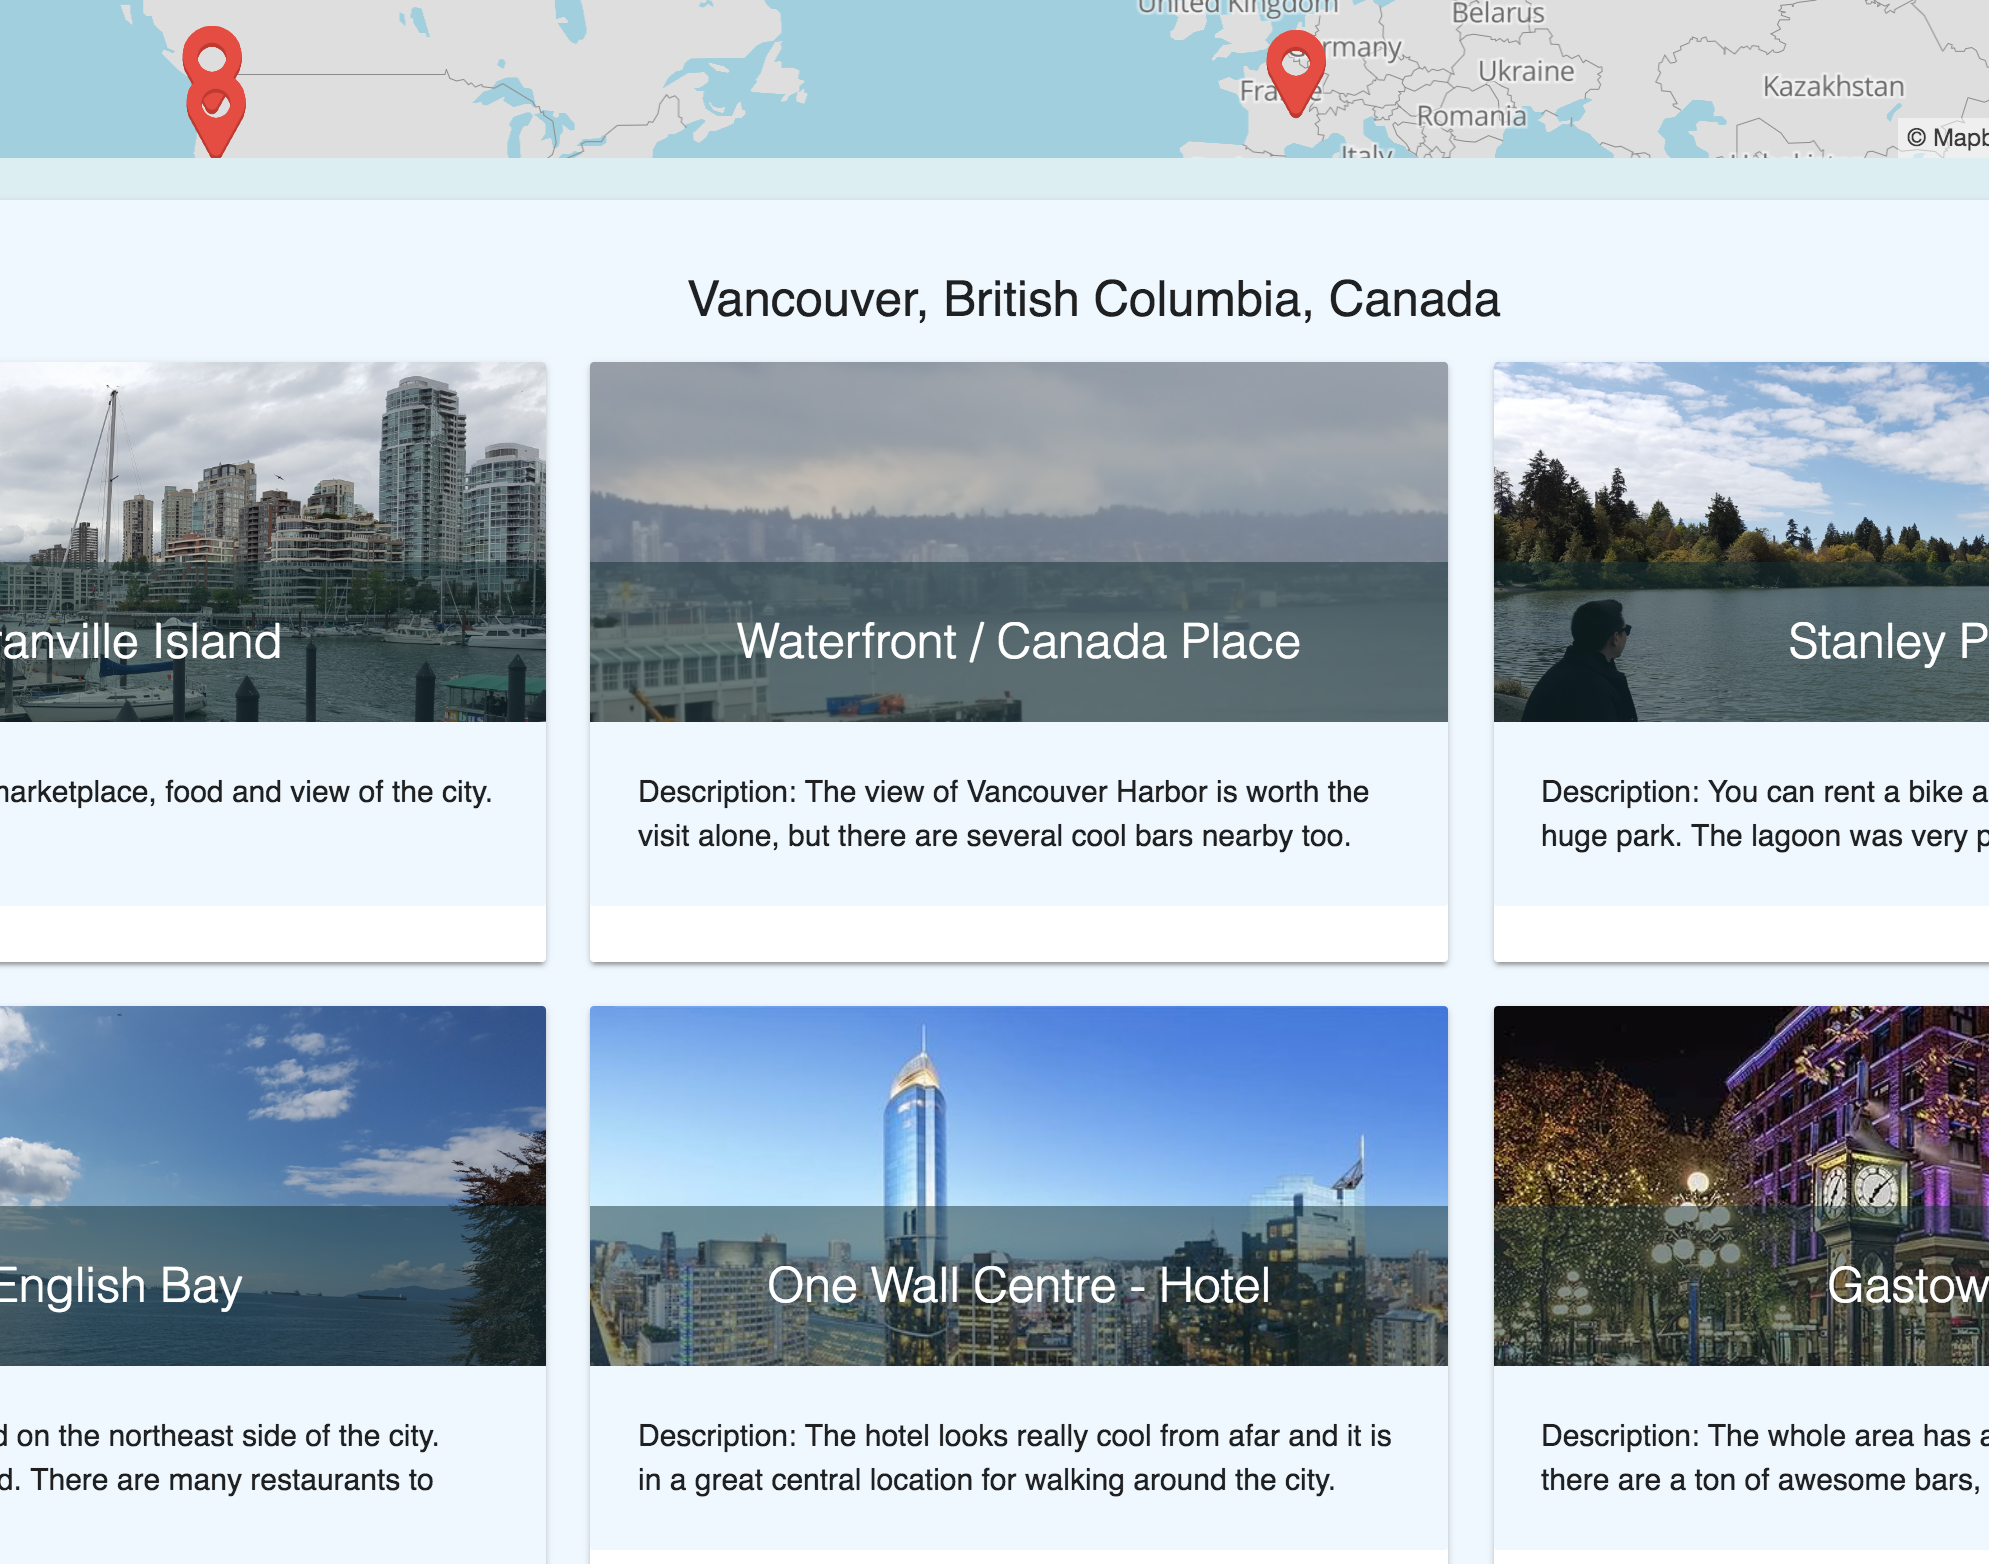 United Kingdom
Belarus
Germany
Ukraine
France
Kazakhstan
Romania
© Mapb
Italy
Vancouver, British Columbia, Canada
ranville Island
Waterfront / Canada Place
Stanley P
marketplace, food and view of the city.
Description: The view of Vancouver Harbor is worth the
visit alone, but there are several cool bars nearby too.
Description: You can rent a bike a
huge park. The lagoon was very p
English Bay
One Wall Centre - Hotel
Gastow
d on the northeast side of the city.
d. There are many restaurants to
Description: The hotel looks really cool from afar and it is
in a great central location for walking around the city.
Description: The whole area has a
there are a ton of awesome bars,